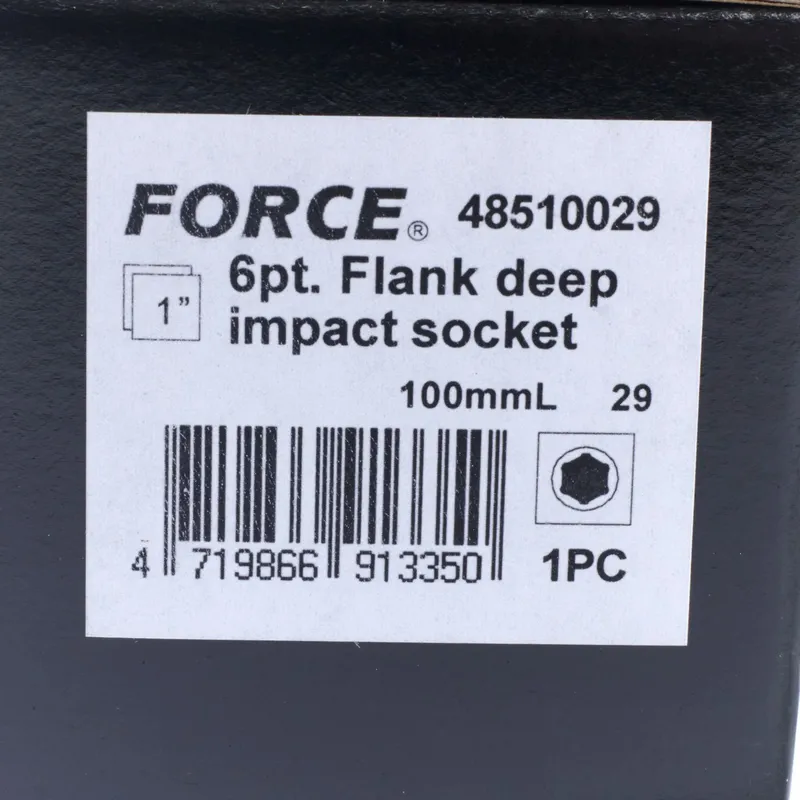 FORCE® 48510029
1” 6pt. Flank deep
impact socket
100mmL 29
4 719866 913350
1PC